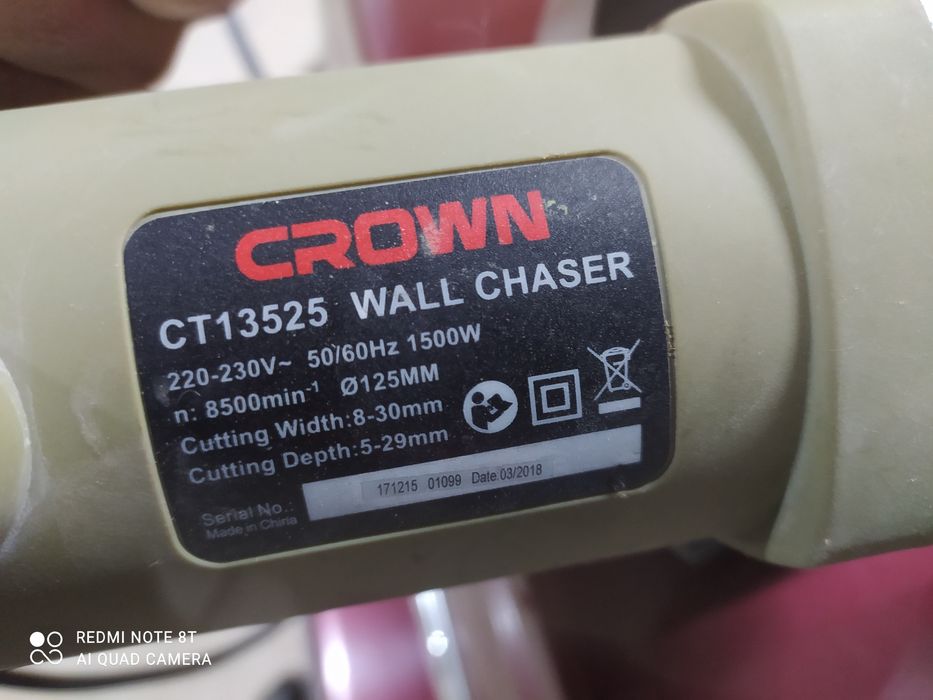 CROWN
CT13525 WALL CHASER
220-230V~ 50/60Hz 1500W
n: 8500min-1 Ø125MM
Cutting Width:8-30mm
Cutting Depth:5-29mm
171215 01099 Date:03/2018
Serial No.:
Made in China
REDMI NOTE 8T
AI QUAD CAMERA